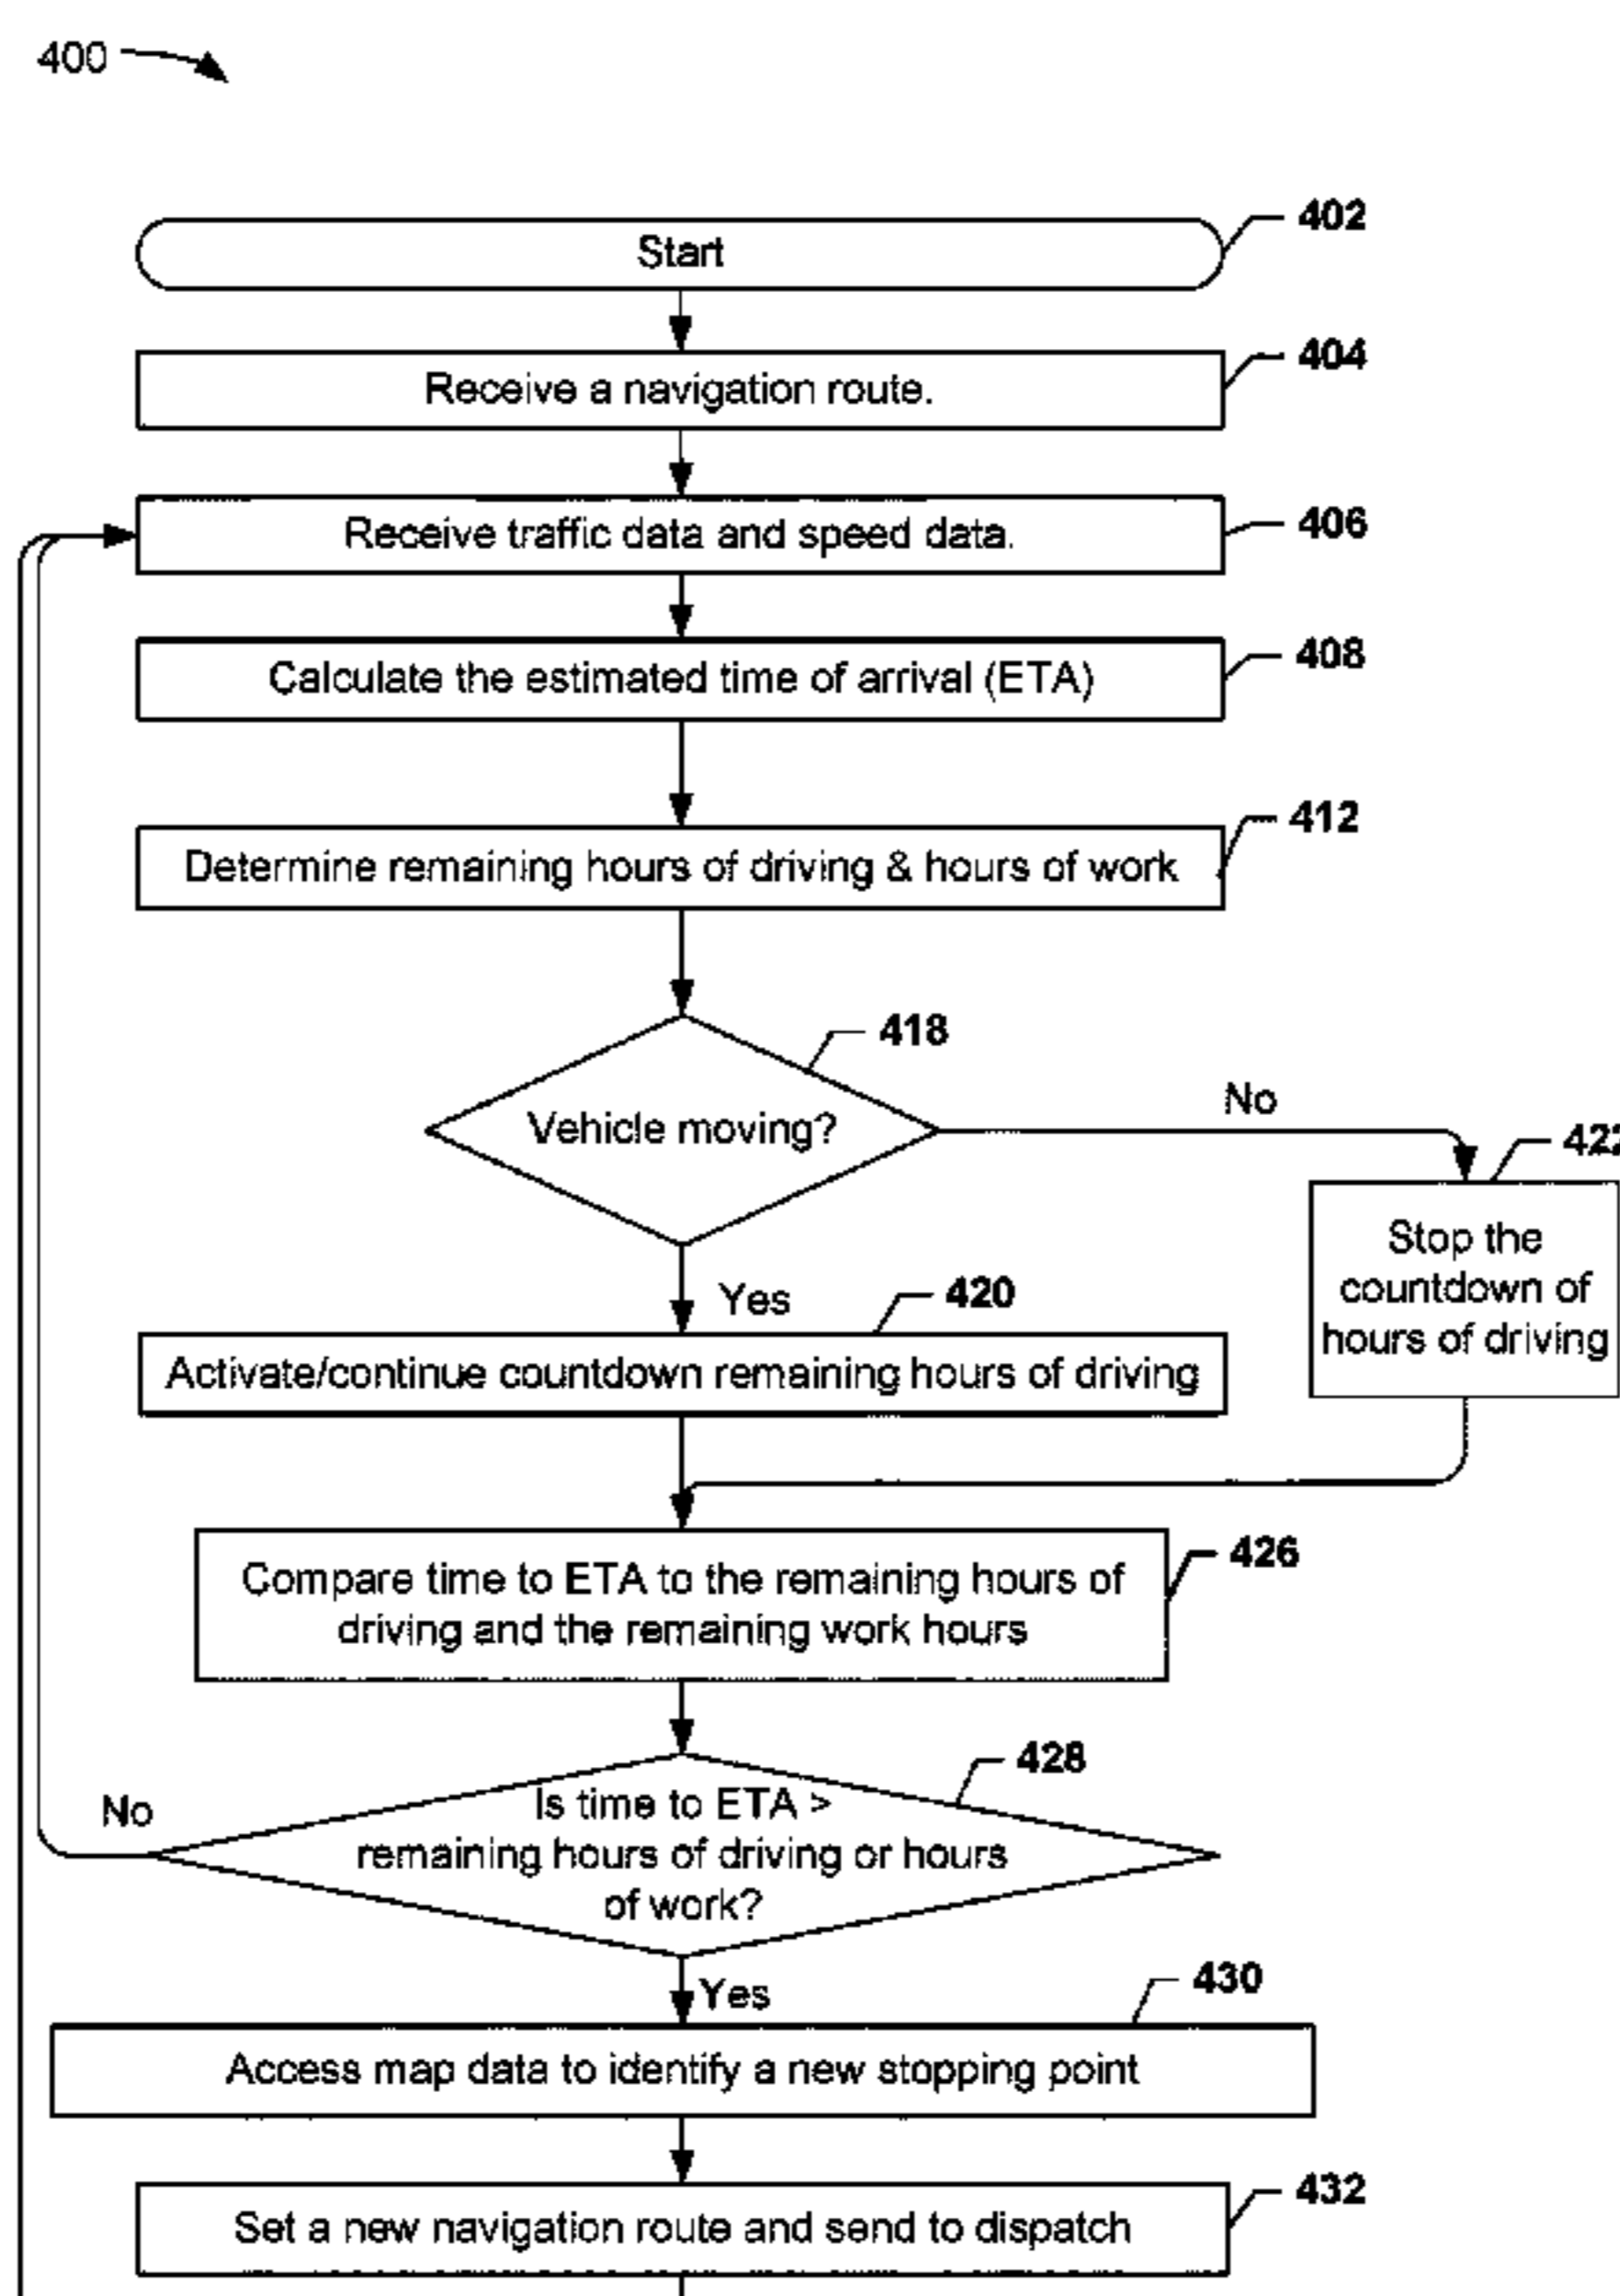 400
402
Start
404
Receive a navigation route.
406
Receive traffic data and speed data.
408
Calculate the estimated time of arrival (ETA)
412
Determine remaining hours of driving & hours of work
418
Vehicle moving?
No
422
Stop the
countdown of
hours of driving
Yes
420
Activate/continue countdown remaining hours of driving
426
Compare time to ETA to the remaining hours of
driving and the remaining work hours
428
No
Is time to ETA >
remaining hours of driving or hours
of work?
Yes
430
Access map data to identify a new stopping point
432
Set a new navigation route and send to dispatch